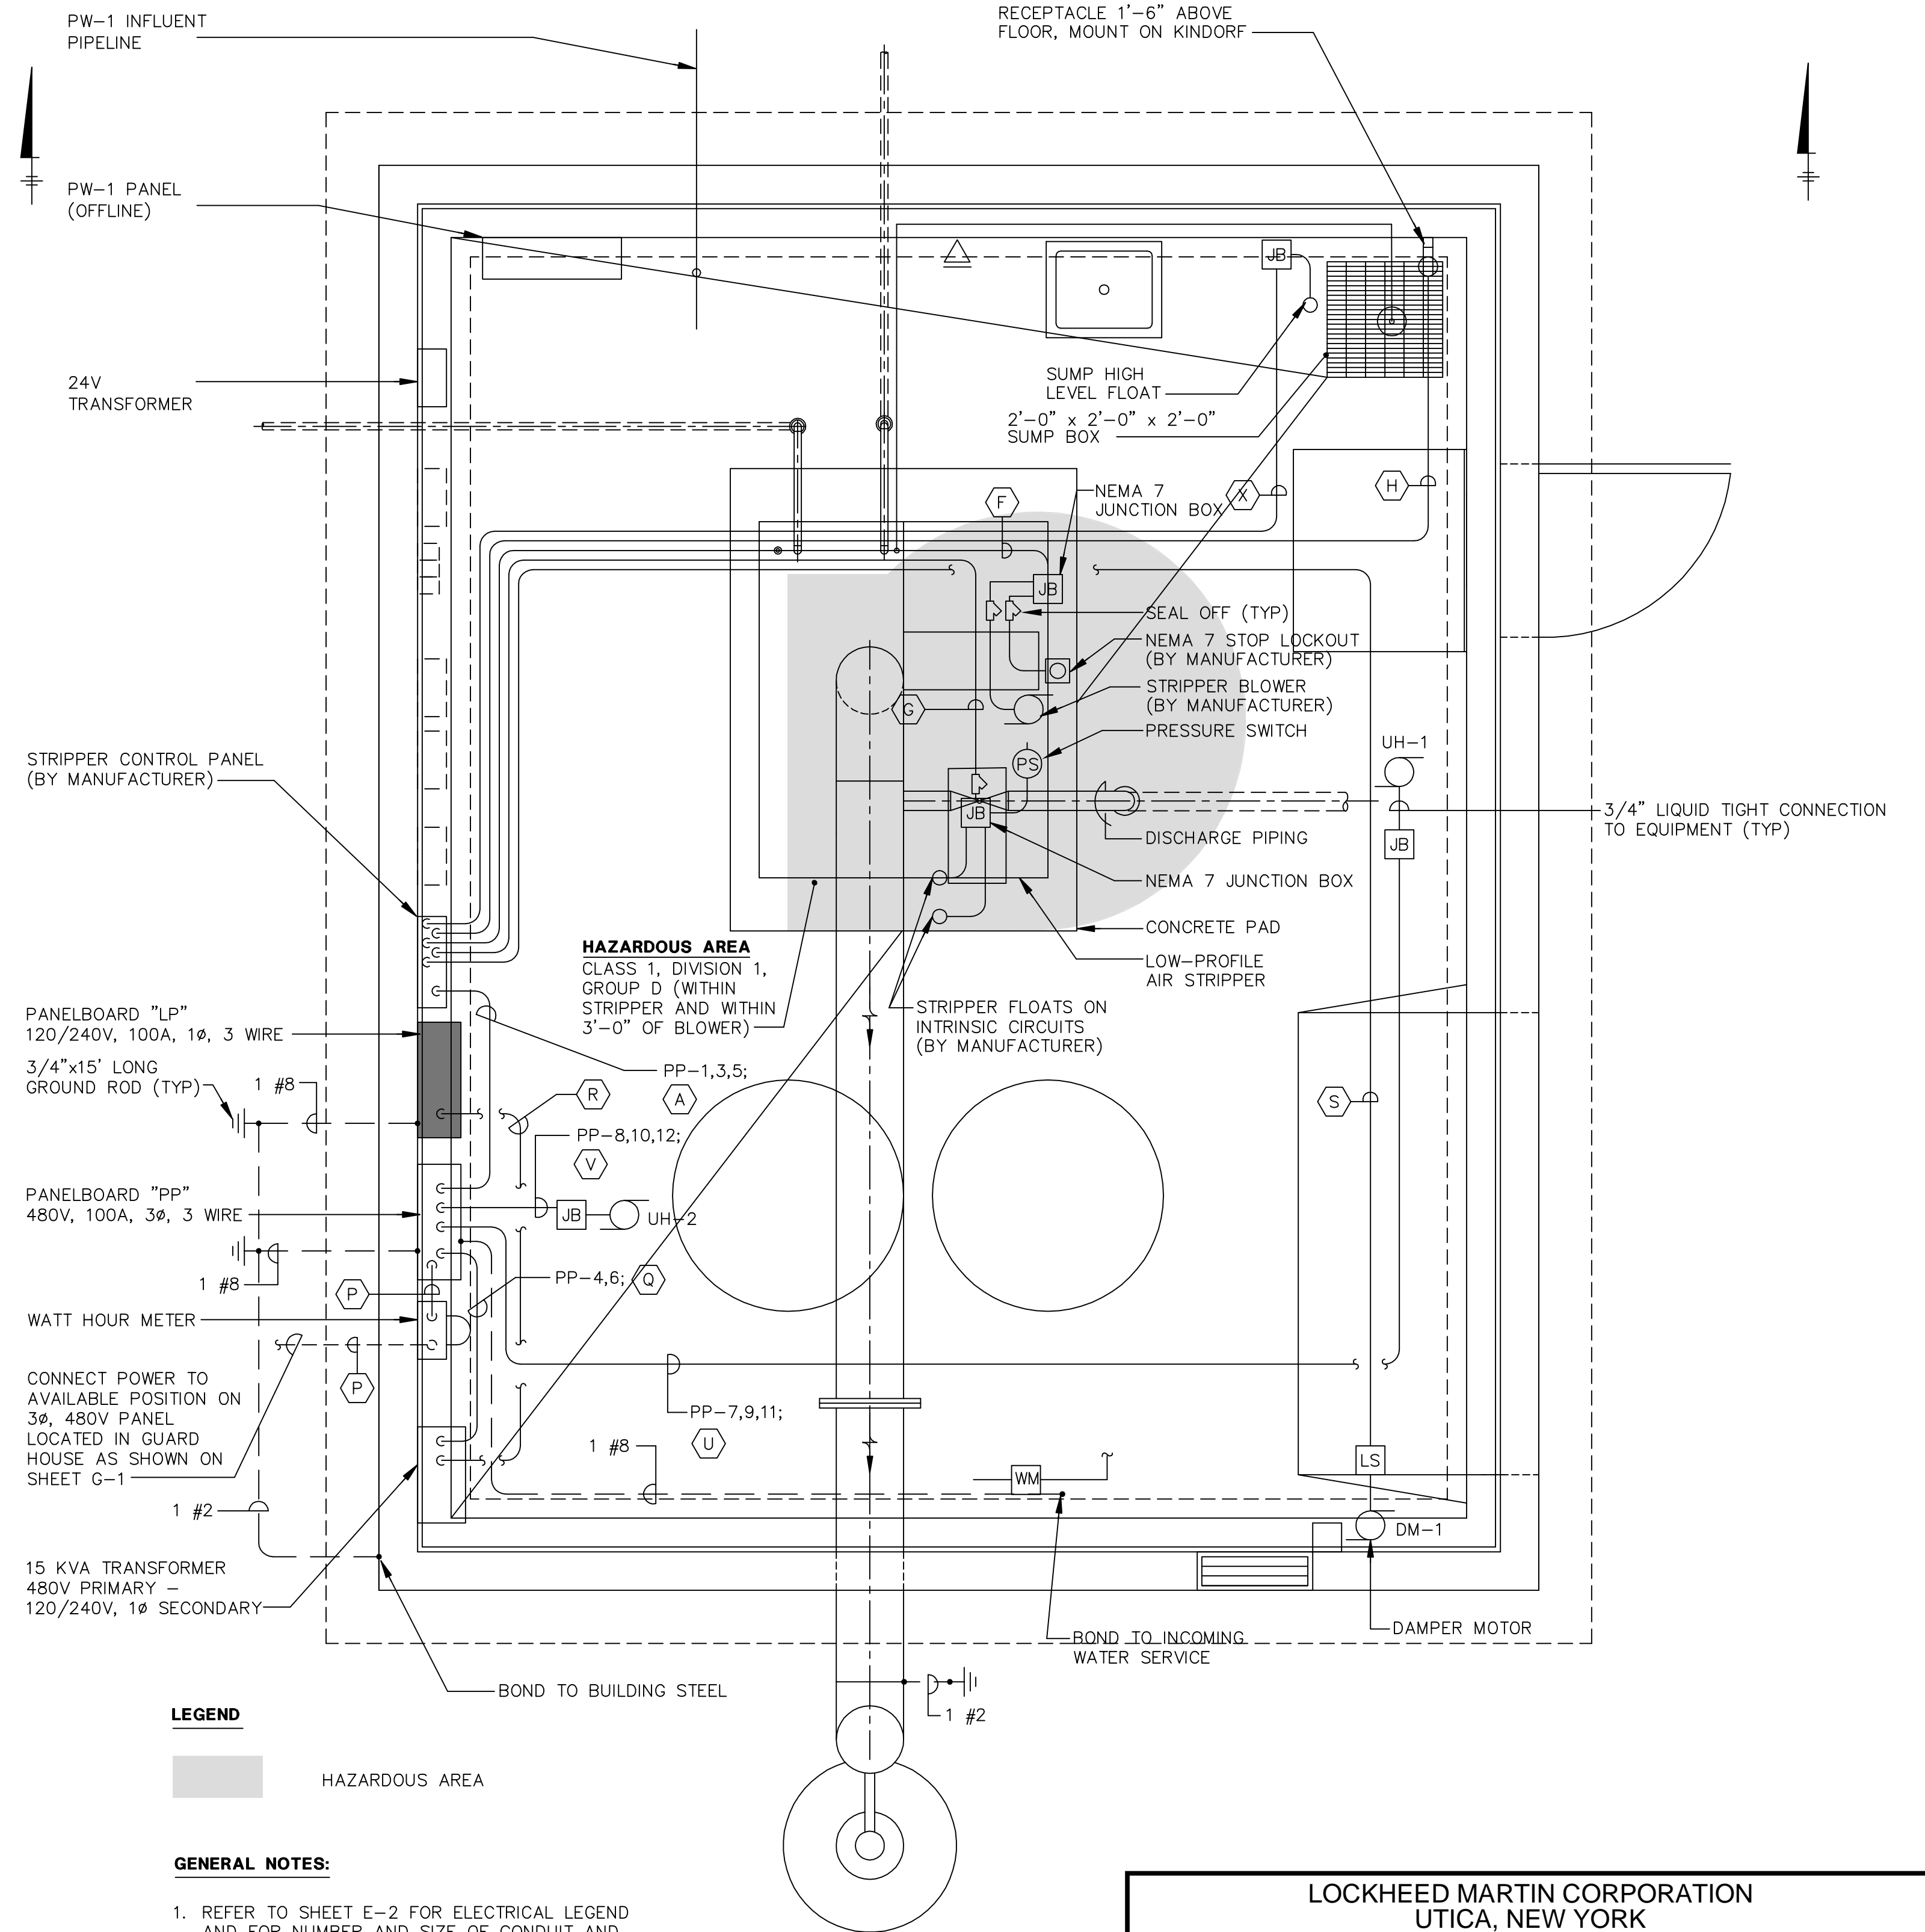 PW-1 INFLUENT
PIPELINE
RECEPTACLE 1'-6" ABOVE
FLOOR, MOUNT ON KINDORF
PW-1 PANEL
(OFFLINE)
JB
24V
TRANSFORMER
SUMP HIGH
LEVEL FLOAT
2'-0" x 2'-0" x 2'-0"
SUMP BOX
F
NEMA 7
JUNCTION BOX
X
H
JB
SEAL OFF (TYP)
NEMA 7 STOP LOCKOUT
(BY MANUFACTURER)
STRIPPER BLOWER
(BY MANUFACTURER)
G
PRESSURE SWITCH
PS
UH-1
STRIPPER CONTROL PANEL
(BY MANUFACTURER)
JB
3/4" LIQUID TIGHT CONNECTION
TO EQUIPMENT (TYP)
DISCHARGE PIPING
JB
NEMA 7 JUNCTION BOX
CONCRETE PAD
LOW-PROFILE
AIR STRIPPER
HAZARDOUS AREA
CLASS 1, DIVISION 1,
GROUP D (WITHIN
STRIPPER AND WITHIN
3'-0" OF BLOWER)
STRIPPER FLOATS ON
INTRINSIC CIRCUITS
(BY MANUFACTURER)
PANELBOARD "LP"
120/240V, 100A, 1ø, 3 WIRE
3/4"x15' LONG
GROUND ROD (TYP)
1 #8
PP-1,3,5;
A
R
S
PP-8,10,12;
V
PANELBOARD "PP"
480V, 100A, 3ø, 3 WIRE
JB
UH-2
1 #8
PP-4,6;
Q
P
WATT HOUR METER
P
CONNECT POWER TO
AVAILABLE POSITION ON
3ø, 480V PANEL
LOCATED IN GUARD
HOUSE AS SHOWN ON
SHEET G-1
PP-7,9,11;
U
1 #8
LS
WM
1 #2
DM-1
15 KVA TRANSFORMER
480V PRIMARY -
120/240V, 1ø SECONDARY
DAMPER MOTOR
BOND TO INCOMING
WATER SERVICE
BOND TO BUILDING STEEL
1 #2
LEGEND
HAZARDOUS AREA
GENERAL NOTES:
1. REFER TO SHEET E-2 FOR ELECTRICAL LEGEND
AND FOR NUMBER AND SIZE OF CONDUIT AND
LOCKHEED MARTIN CORPORATION
UTICA, NEW YORK